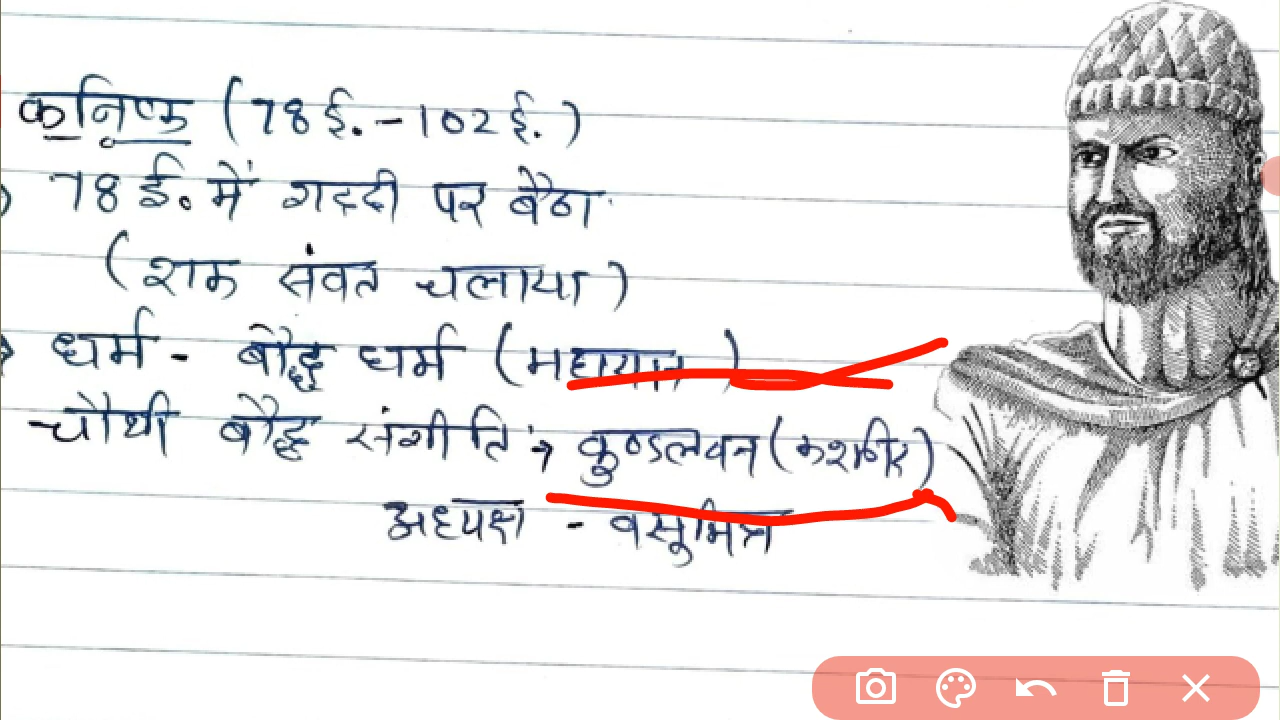 कनिष्क (78 ई. - 102 ई.)
78 ई. में गद्दी पर बैठा
(शक संवत चलाया)
धर्म - बौद्ध धर्म (महायान)
चौथी बौद्ध संगीति → कुण्डलवन (कश्मीर)
अध्यक्ष - वसुमित्र